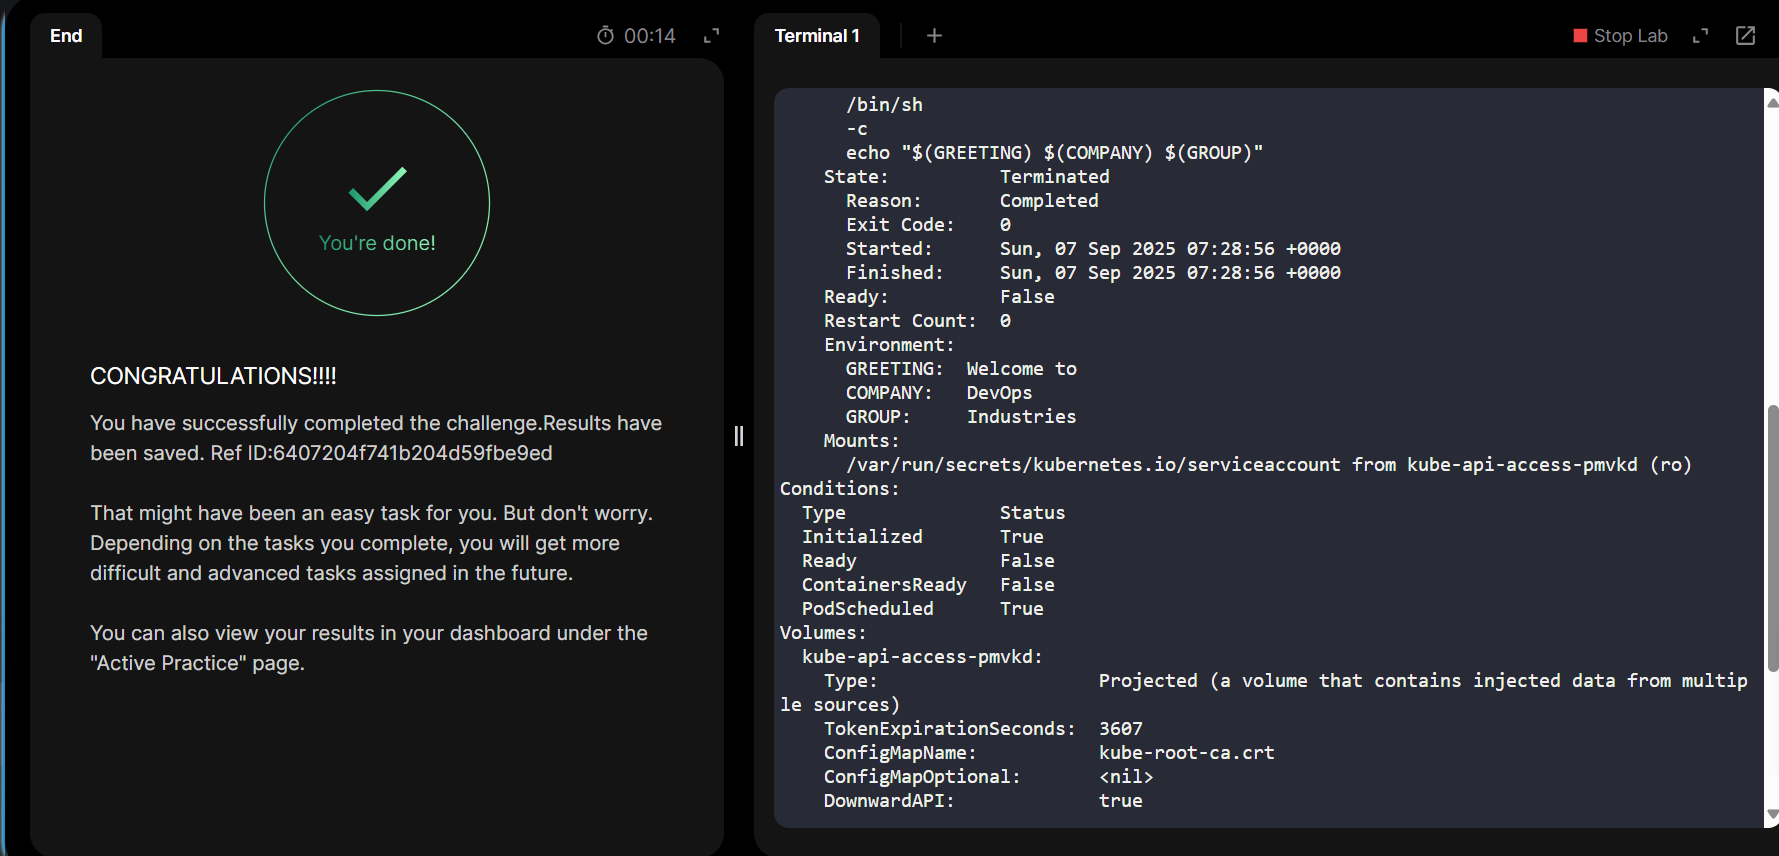 End
00:14
You're done!
CONGRATULATIONS!!!!
You have successfully completed the challenge.Results have
been saved. Ref ID:6407204f741b204d59fbe9ed
That might have been an easy task for you. But don't worry.
Depending on the tasks you complete, you will get more
difficult and advanced tasks assigned in the future.
You can also view your results in your dashboard under the
"Active Practice" page.
Terminal 1
+
Stop Lab
/bin/sh
-c
echo "$(GREETING) $(COMPANY) $(GROUP)"
State:          Terminated
Reason:       Completed
Exit Code:    0
Started:      Sun, 07 Sep 2025 07:28:56 +0000
Finished:     Sun, 07 Sep 2025 07:28:56 +0000
Ready:          False
Restart Count:  0
Environment:
GREETING:  Welcome to
COMPANY:   DevOps
GROUP:     Industries
Mounts:
/var/run/secrets/kubernetes.io/serviceaccount from kube-api-access-pmvkd (ro)
Conditions:
Type              Status
Initialized       True
Ready             False
ContainersReady   False
PodScheduled      True
Volumes:
kube-api-access-pmvkd:
Type:                    Projected (a volume that contains injected data from multip
le sources)
TokenExpirationSeconds:  3607
ConfigMapName:           kube-root-ca.crt
ConfigMapOptional:       <nil>
DownwardAPI:             true